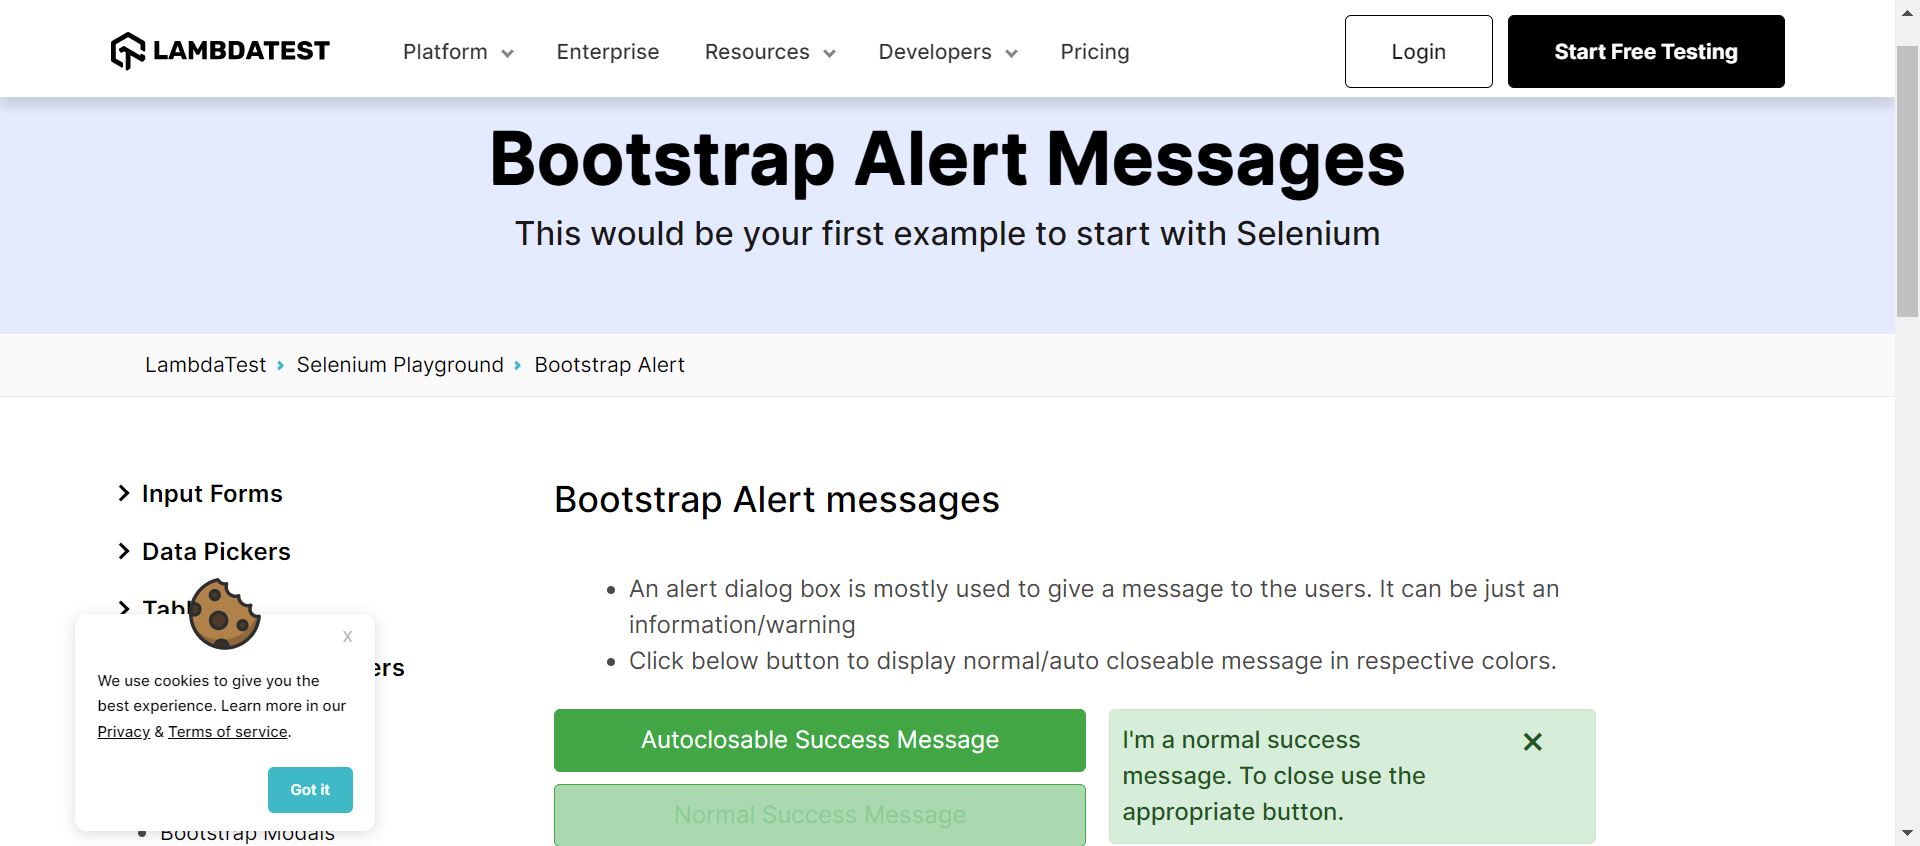 LAMBDATEST
Platform
Enterprise
Resources
Developers
Pricing
Login
Start Free Testing
Bootstrap Alert Messages
This would be your first example to start with Selenium
LambdaTest › Selenium Playground › Bootstrap Alert
Input Forms
Data Pickers
We use cookies to give you the
best experience. Learn more in our
Privacy & Terms of service.
X
Got it
Bootstrap Modals
Bootstrap Alert messages
• An alert dialog box is mostly used to give a message to the users. It can be just an
information/warning
• Click below button to display normal/auto closeable message in respective colors.
Autoclosable Success Message
Normal Success Message
I'm a normal success
message. To close use the
appropriate button.